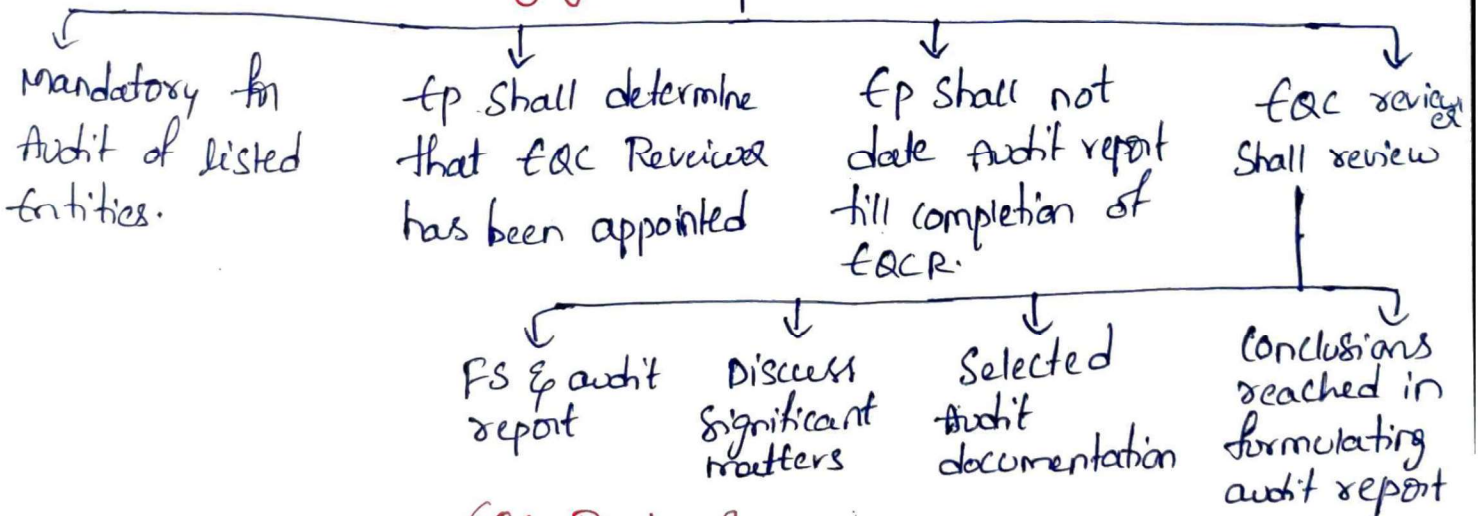 Mandatory for
Audit of listed
Entities.
EP Shall determine
that EQC Reveiwer
has been appointed
EP Shall not
date Audit report
till completion of
EQCR.
EQC reviewer
Shall review
FS & audit
report
Discuss
significant
matters
Selected
Audit
documentation
Conclusions
reached in
formulating
audit report